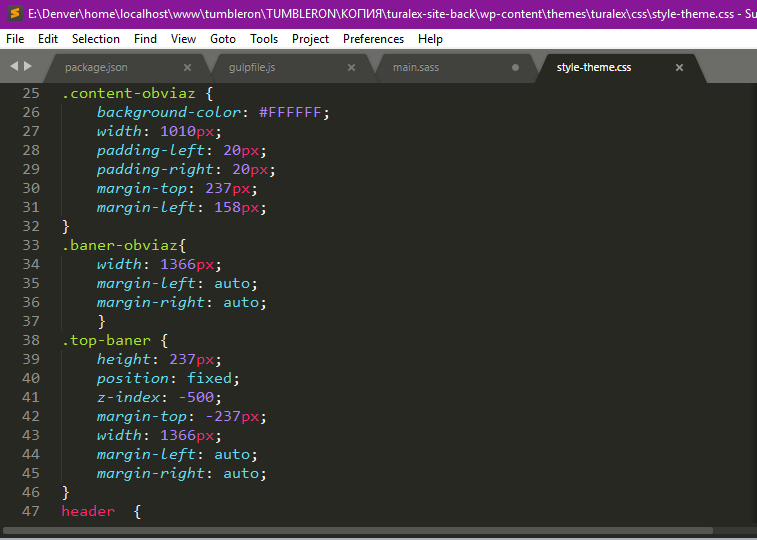 E:\Denver\home\localhost\www\tumbleron\TUMBLERON\КОПИЯ\turalex-site-back\wp-content\themes\turalex\css\style-theme.css - Su
File Edit Selection Find View Goto Tools Project Preferences Help
package.json × gulpfile.js × main.sass style-theme.css ×
25 .content-obviaz {
26 background-color: #FFFFFF;
27 width: 1010px;
28 padding-left: 20px;
29 padding-right: 20px;
30 margin-top: 237px;
31 margin-left: 158px;
32 }
33 .baner-obviaz{
34 width: 1366px;
35 margin-left: auto;
36 margin-right: auto;
37 }
38 .top-baner {
39 height: 237px;
40 position: fixed;
41 z-index: -500;
42 margin-top: -237px;
43 width: 1366px;
44 margin-left: auto;
45 margin-right: auto;
46 }
47 header {